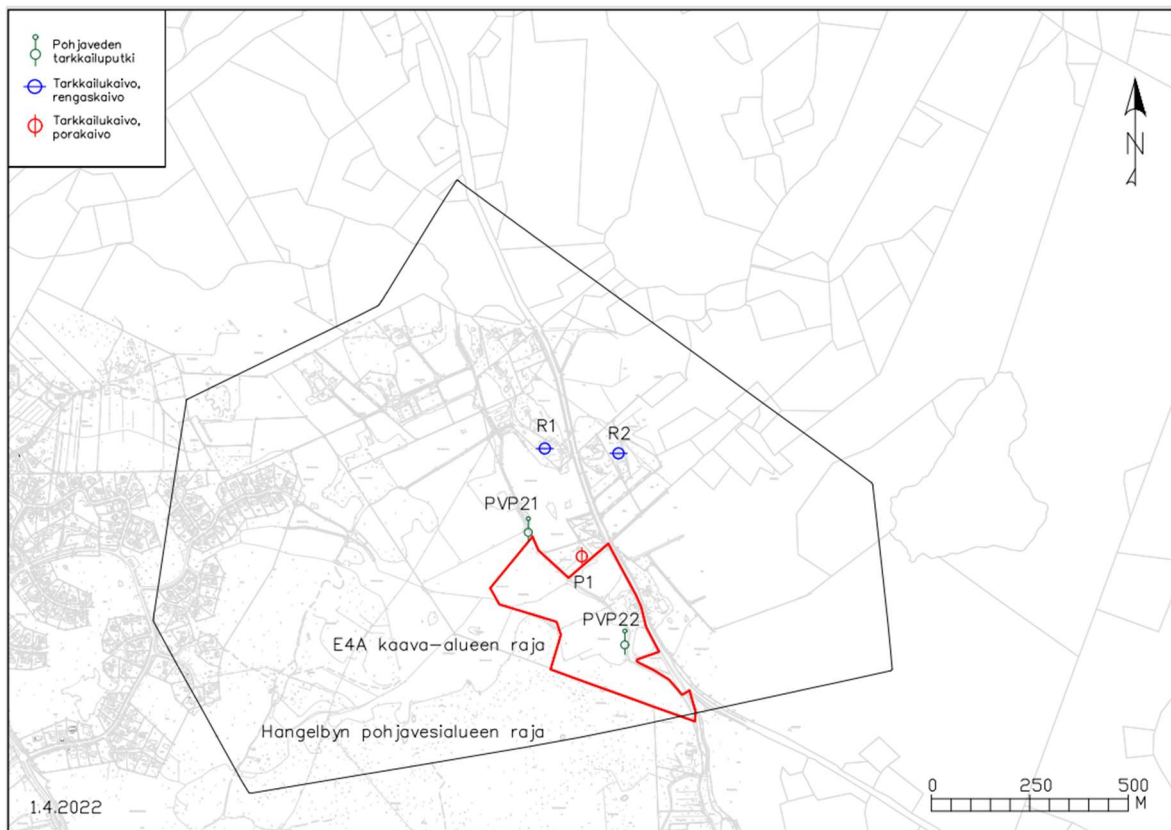 Pohjaveden
tarkkailuputki
Tarkkailukaivo,
rengaskaivo
Tarkkailukaivo,
porakaivo
N
R1
R2
PVP21
P1
PVP22
E4A kaava-alueen raja
Hangelbyn pohjavesialueen raja
1.4.2022
0 250 500
M